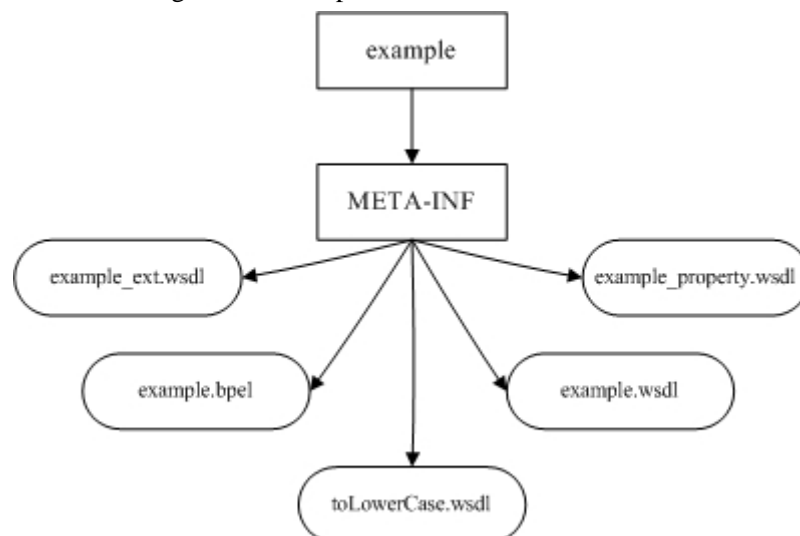 example
META-INF
example_ext.wsdl
example_property.wsdl
example.bpel
example.wsdl
toLowerCase.wsdl